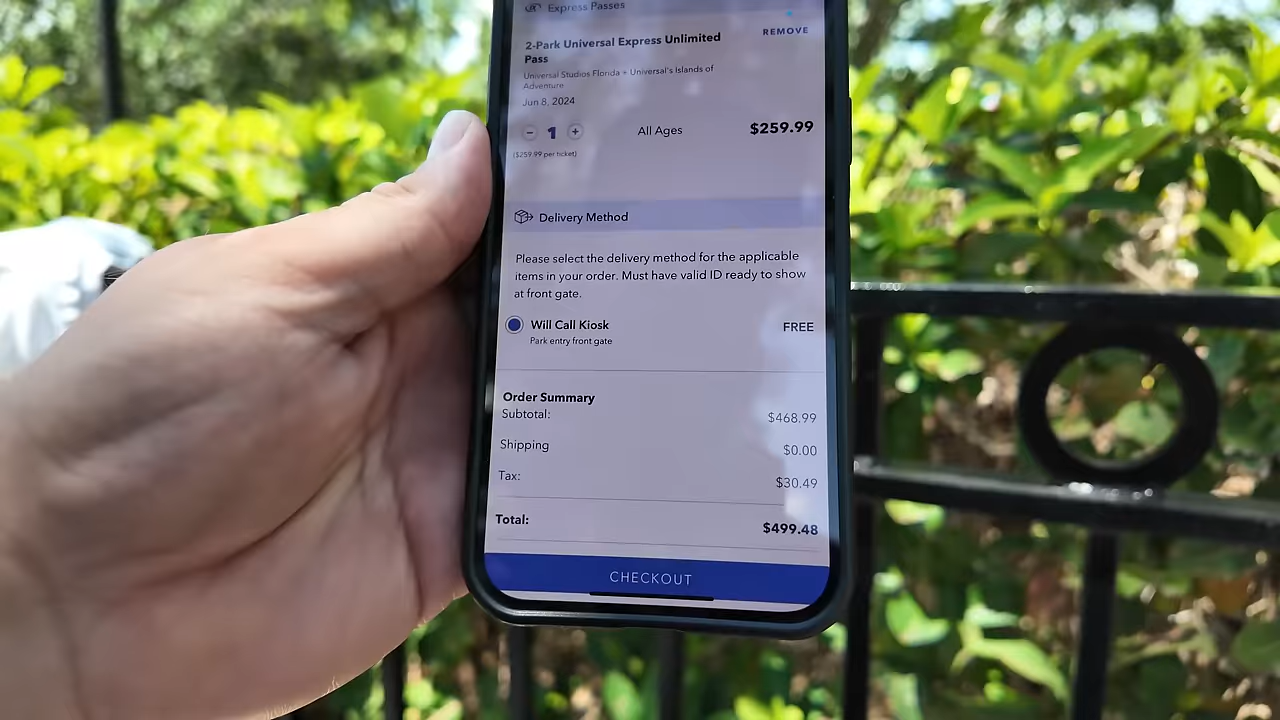 Express Passes
2-Park Universal Express Unlimited
Pass
REMOVE
Universal Studios Florida + Universal's Islands of
Adventure
Jun 8, 2024
− 1 +
All Ages
$259.99
($259.99 per ticket)
Delivery Method
Please select the delivery method for the applicable
items in your order. Must have valid ID ready to show
at front gate.
Will Call Kiosk
FREE
Park entry front gate
Order Summary
Subtotal: $468.99
Shipping $0.00
Tax: $30.49
Total: $499.48
CHECKOUT